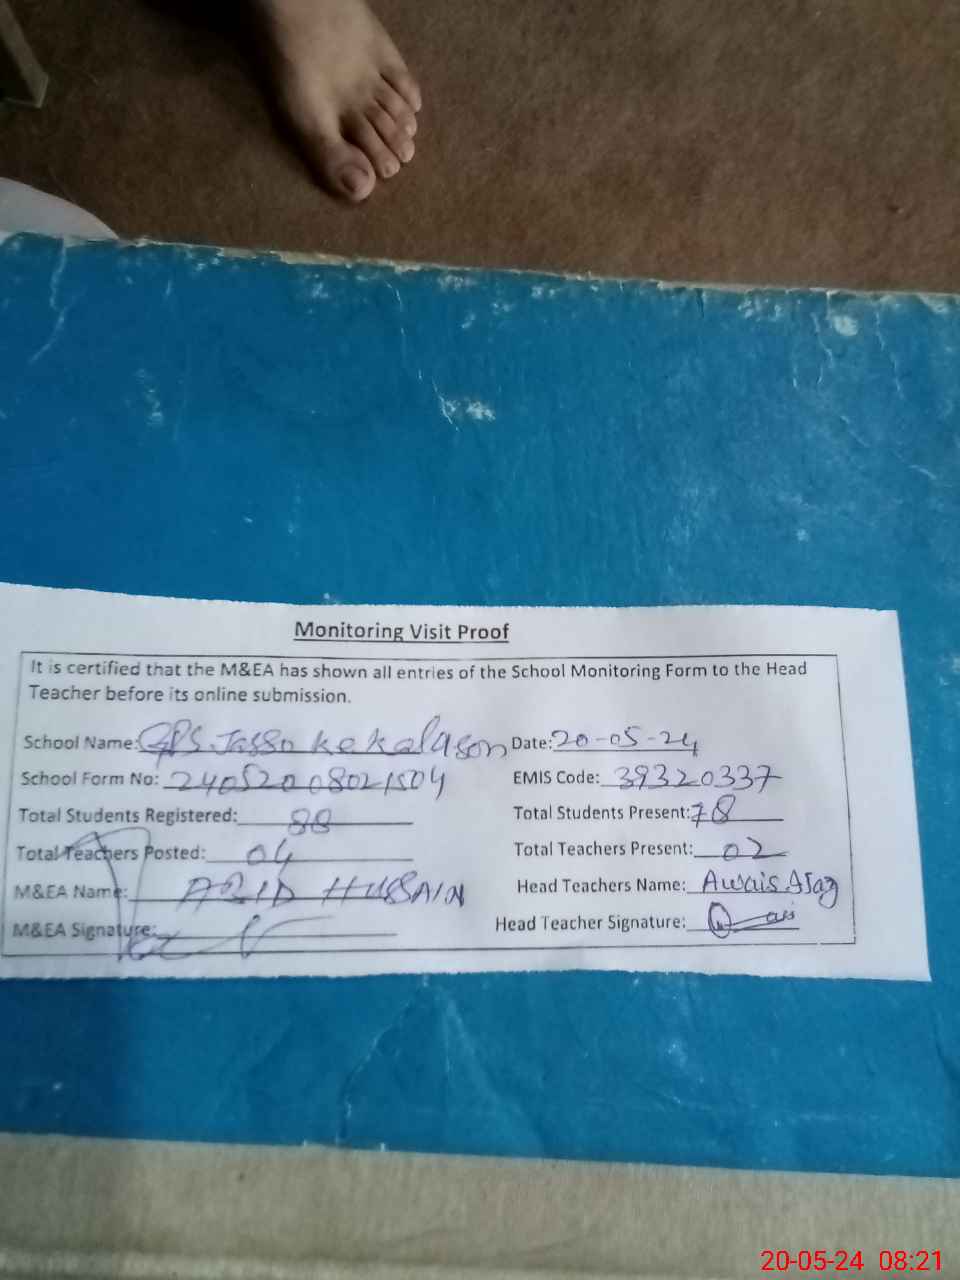 Monitoring Visit Proof
It is certified that the M&EA has shown all entries of the School Monitoring Form to the Head
Teacher before its online submission.
School Name: GPS Jasso ke kalason Date: 20-05-24
School Form No: 24052008021504 EMIS Code: 39320337
Total Students Registered: 88 Total Students Present: 78
Total Teachers Posted: 04 Total Teachers Present: 02
M&EA Name: HUSSAIN Head Teachers Name: Awais Ajaz
M&EA Signature: Head Teacher Signature:
20-05-24 08:21